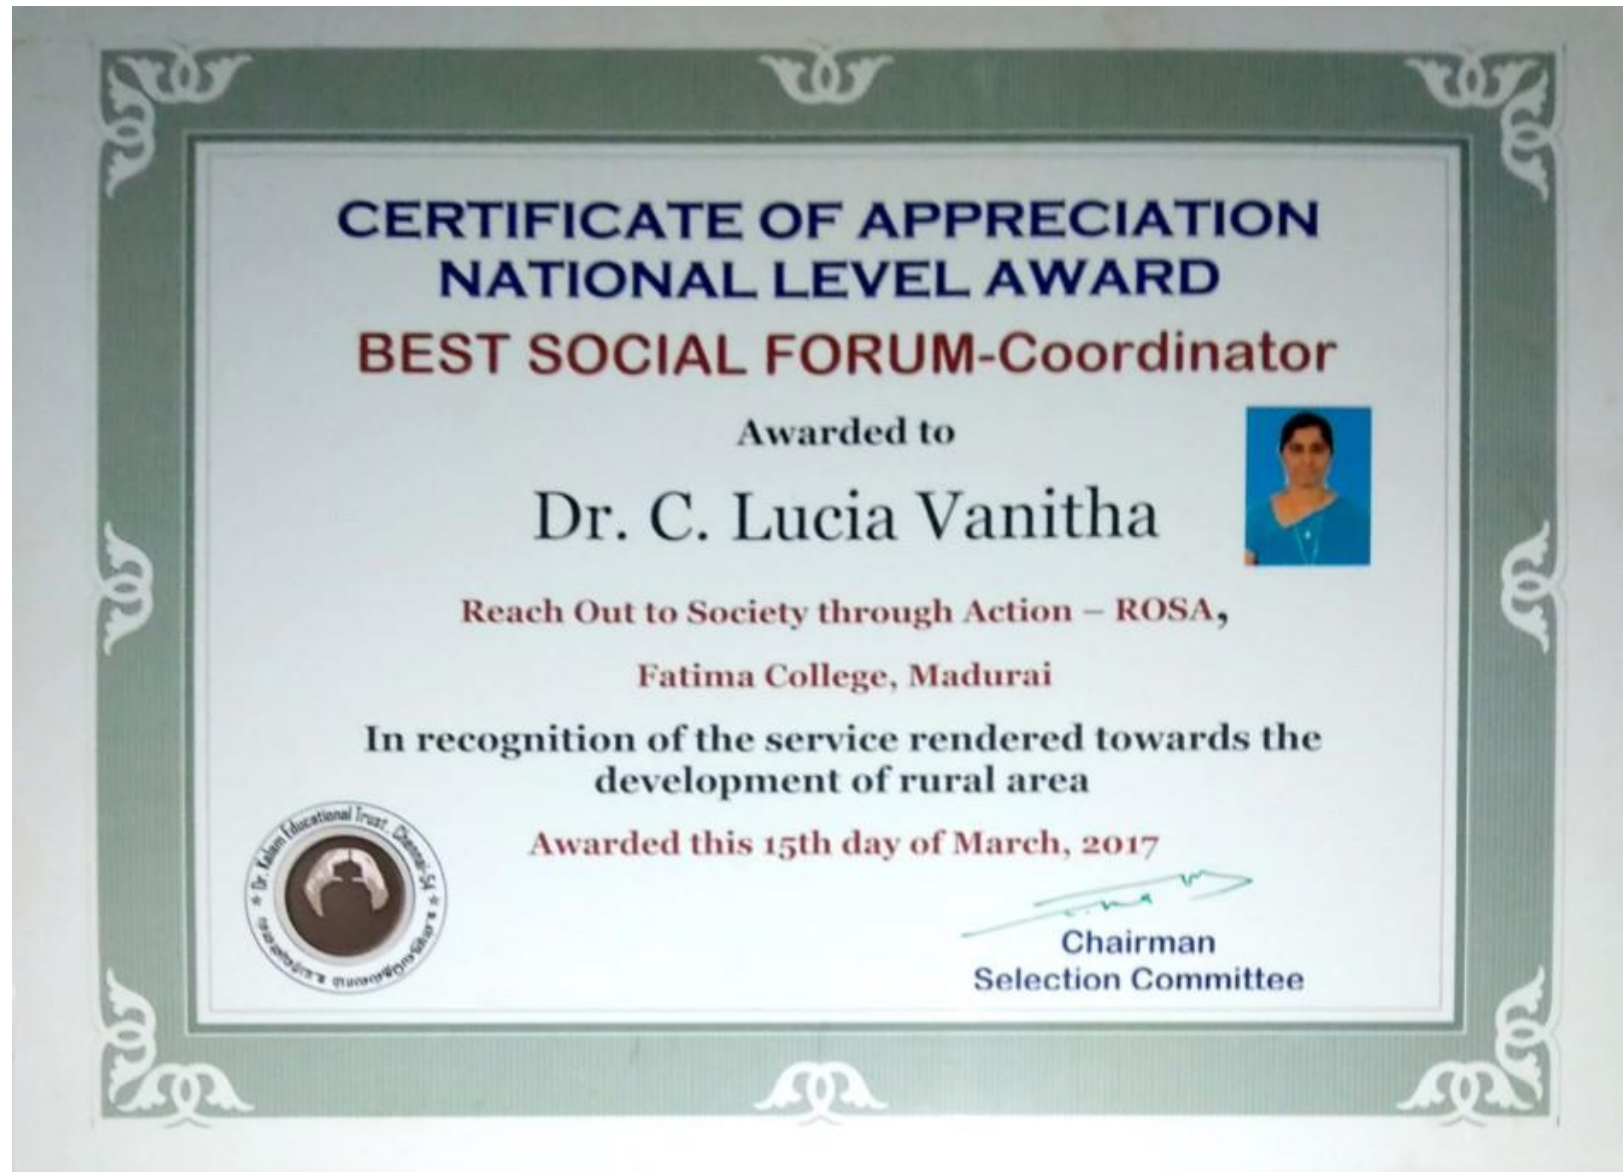 CERTIFICATE OF APPRECIATION
NATIONAL LEVEL AWARD
BEST SOCIAL FORUM-Coordinator
Awarded to
Dr. C. Lucia Vanitha
Reach Out to Society through Action – ROSA,
Fatima College, Madurai
In recognition of the service rendered towards the
development of rural area
Awarded this 15th day of March, 2017
Dr. Kalam Educational Trust, Chennai-54
Chairman
Selection Committee